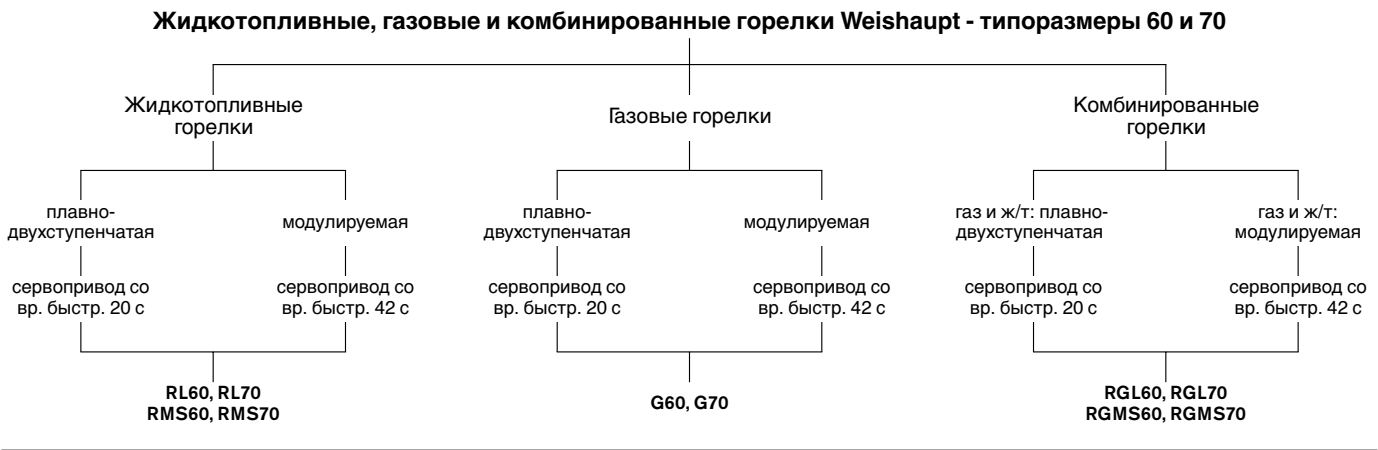 Жидкотопливные, газовые и комбинированные горелки Weishaupt - типоразмеры 60 и 70
Жидкотопливные
горелки
Газовые горелки
Комбинированные
горелки
плавно-
двухступенчатая
модулируемая
плавно-
двухступенчатая
модулируемая
газ и ж/т: плавно-
двухступенчатая
газ и ж/т:
модулируемая
сервопривод со
вр. быстр. 20 с
сервопривод со
вр. быстр. 42 с
сервопривод со
вр. быстр. 20 с
сервопривод со
вр. быстр. 42 с
сервопривод со
вр. быстр. 20 с
сервопривод со
вр. быстр. 42 с
RL60, RL70
RMS60, RMS70
G60, G70
RGL60, RGL70
RGMS60, RGMS70